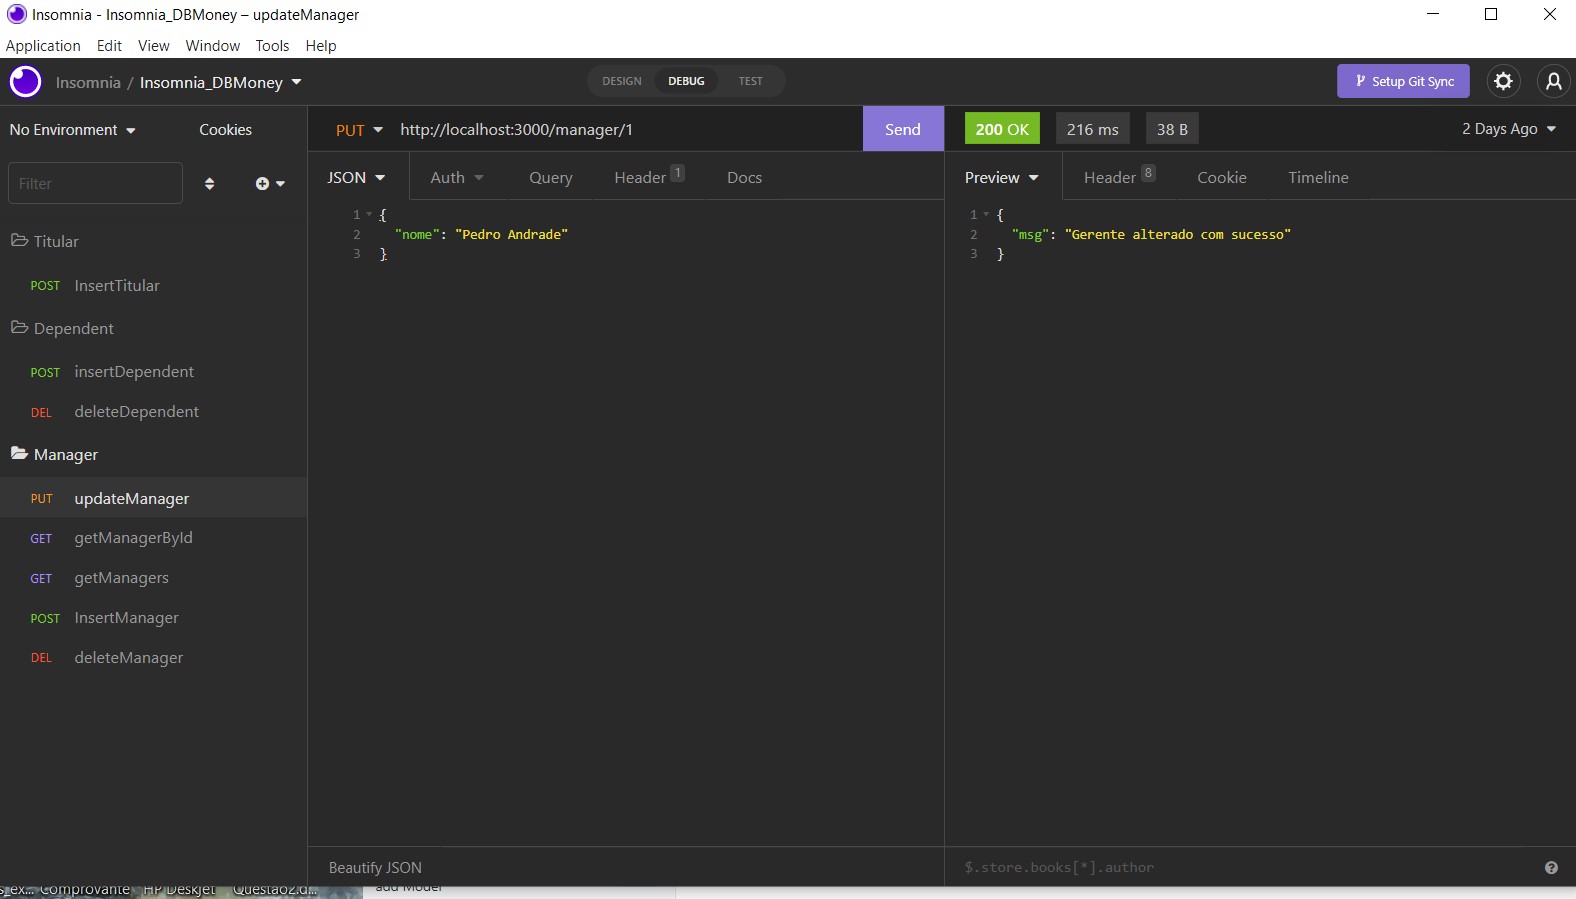 Insomnia - Insomnia_DBMoney – updateManager
Application Edit View Window Tools Help
Insomnia / Insomnia_DBMoney
DESIGN DEBUG TEST
Setup Git Sync
No Environment Cookies
PUT http://localhost:3000/manager/1 Send
200 OK 216 ms 38 B 2 Days Ago
Filter
JSON Auth Query Header 1 Docs
Preview Header 8 Cookie Timeline
1 {
2 "nome": "Pedro Andrade"
3 }
1 {
2 "msg": "Gerente alterado com sucesso"
3 }
Titular
POST InsertTitular
Dependent
POST insertDependent
DEL deleteDependent
Manager
PUT updateManager
GET getManagerById
GET getManagers
POST InsertManager
DEL deleteManager
Beautify JSON
$.store.books[*].author
s_ex... Comprovante HP Deskjet Questao2.d...
add Model